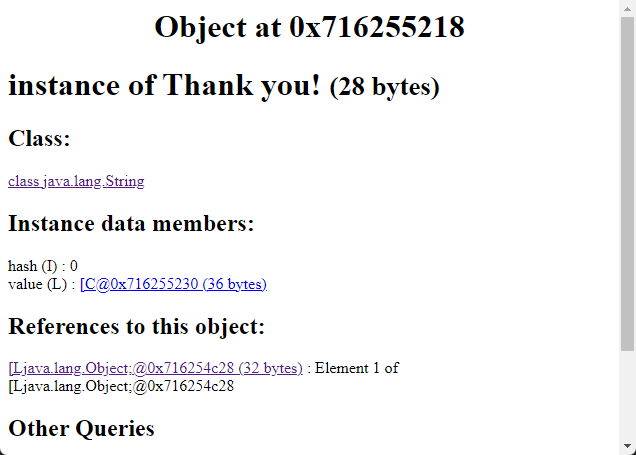 Object at 0x716255218
instance of Thank you! (28 bytes)
Class:
class java.lang.String
Instance data members:
hash (I) : 0
value (L) : [C@0x716255230 (36 bytes)
References to this object:
[Ljava.lang.Object;@0x716254c28 (32 bytes) : Element 1 of
[Ljava.lang.Object;@0x716254c28
Other Queries